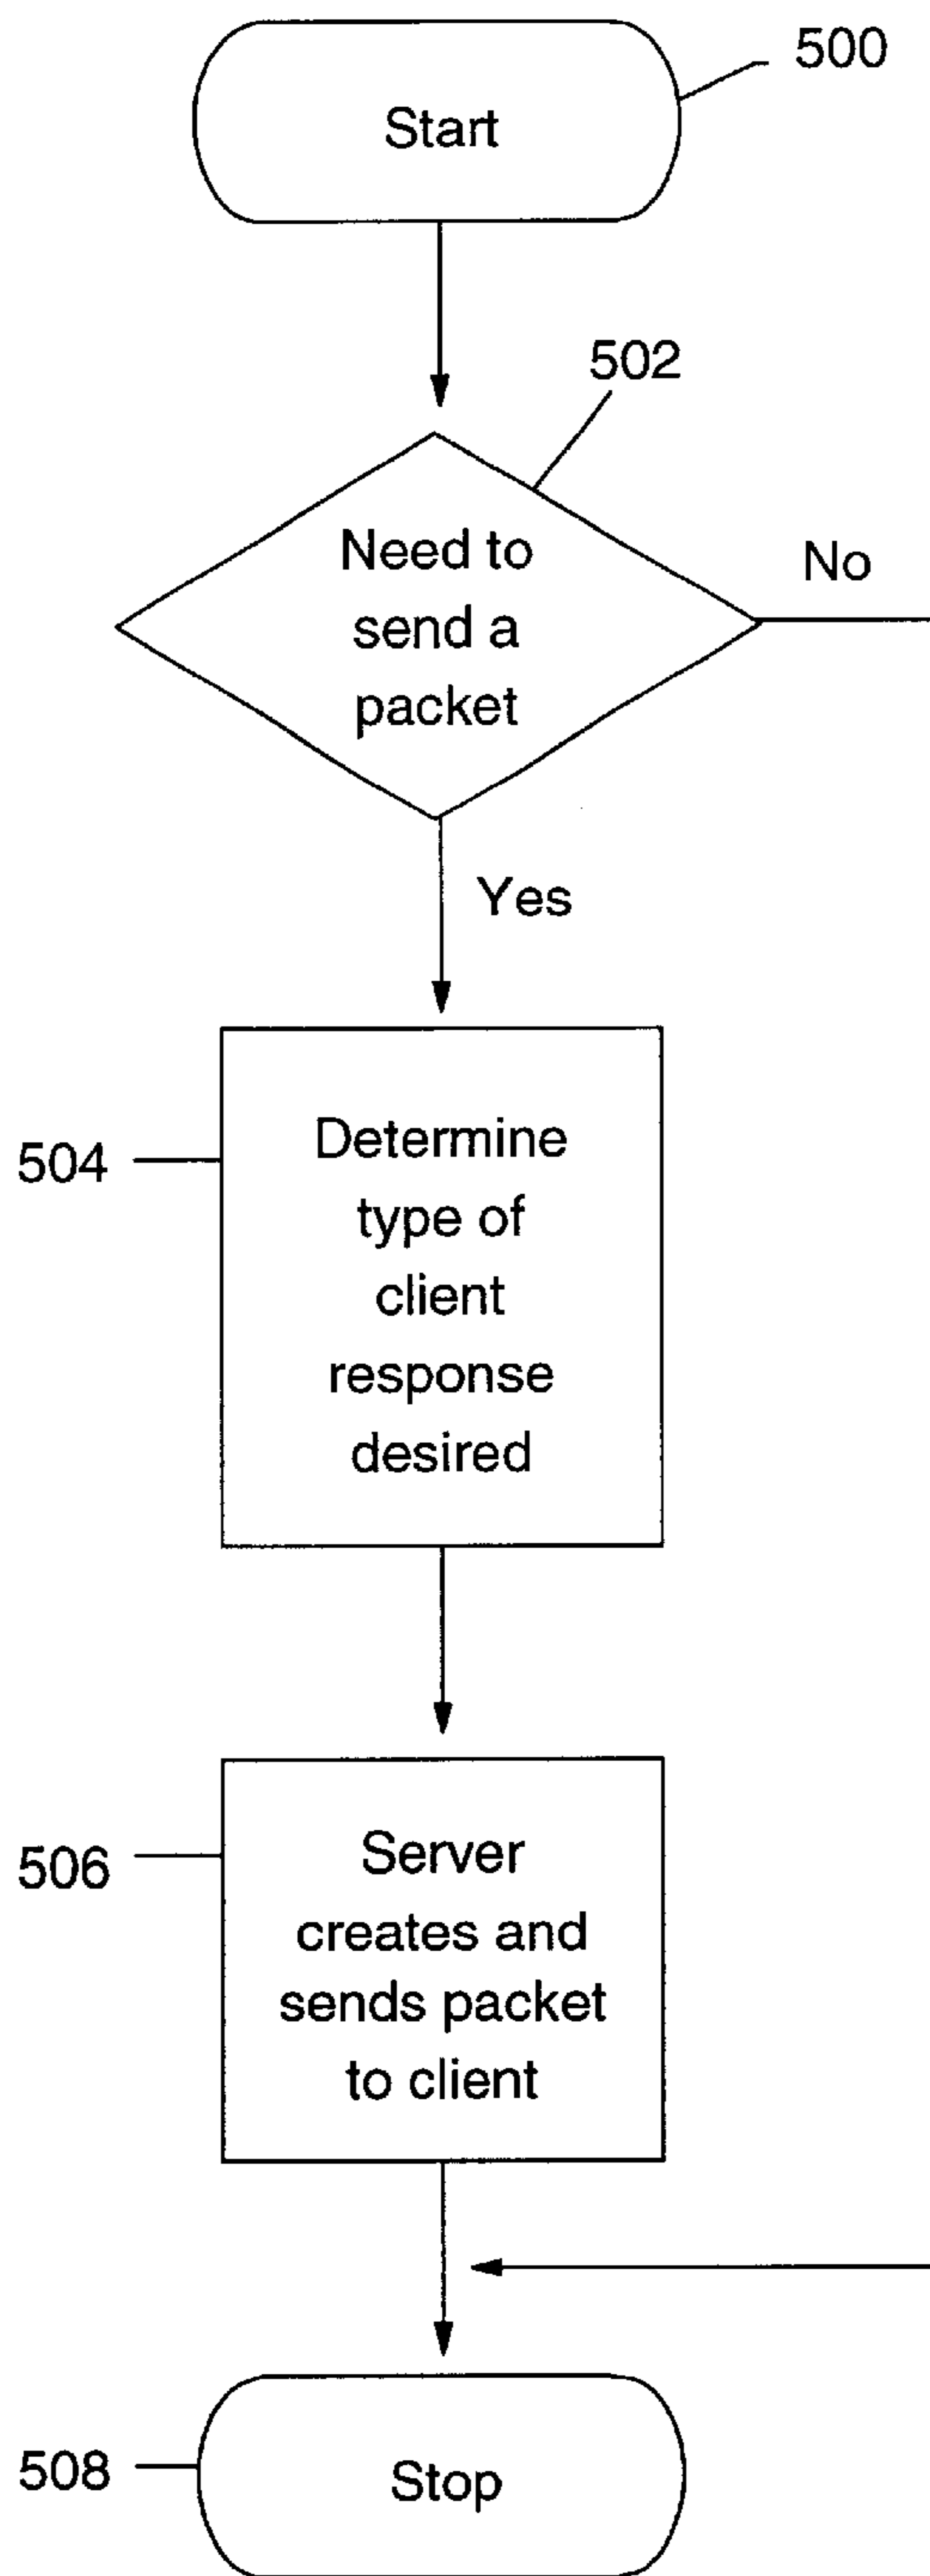 500
Start
502
Need to
send a
packet
No
Yes
504
Determine
type of
client
response
desired
506
Server
creates and
sends packet
to client
508
Stop